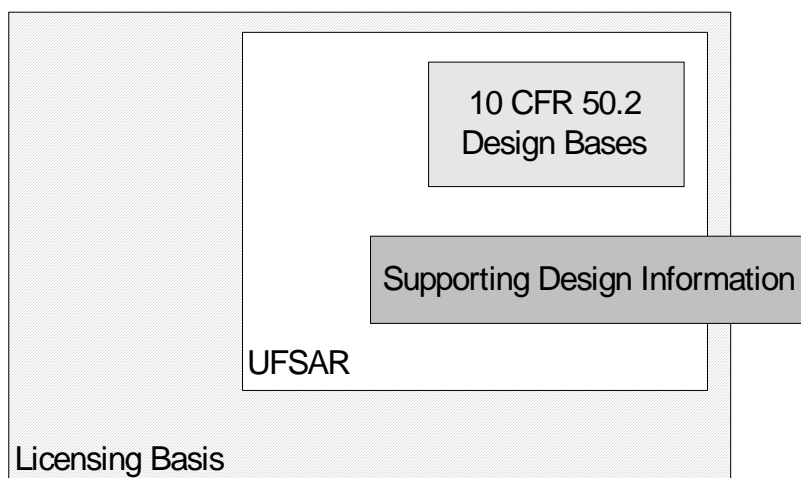 10 CFR 50.2
Design Bases
Supporting Design Information
UFSAR
Licensing Basis